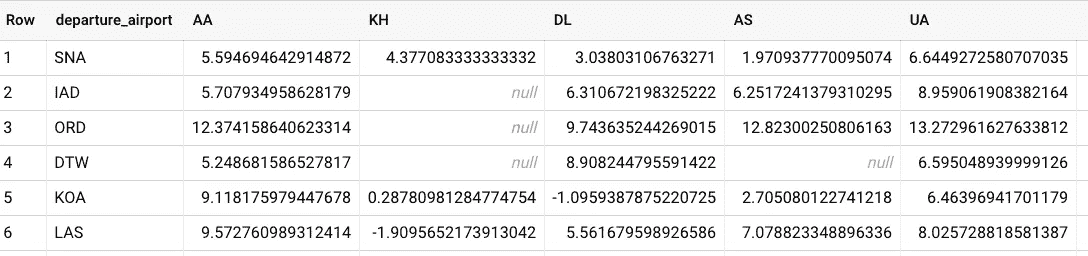 Row departure_airport AA KH DL AS UA
1 SNA 5.594694642914872 4.377083333333332 3.03803106763271 1.970937770095074 6.6449272580707035
2 IAD 5.707934958628179 null 6.310672198325222 6.2517241379310295 8.959061908382164
3 ORD 12.374158640623314 null 9.743635244269015 12.82300250806163 13.272961627633812
4 DTW 5.248681586527817 null 8.908244795591422 null 6.595048939999126
5 KOA 9.118175979447678 0.287809812847747​54 -1.0959387875220725 2.705080122741218 6.46396941701179
6 LAS 9.572760989312414 -1.9095652173913042 5.561679598926586 7.078823348896336 8.025728818581387